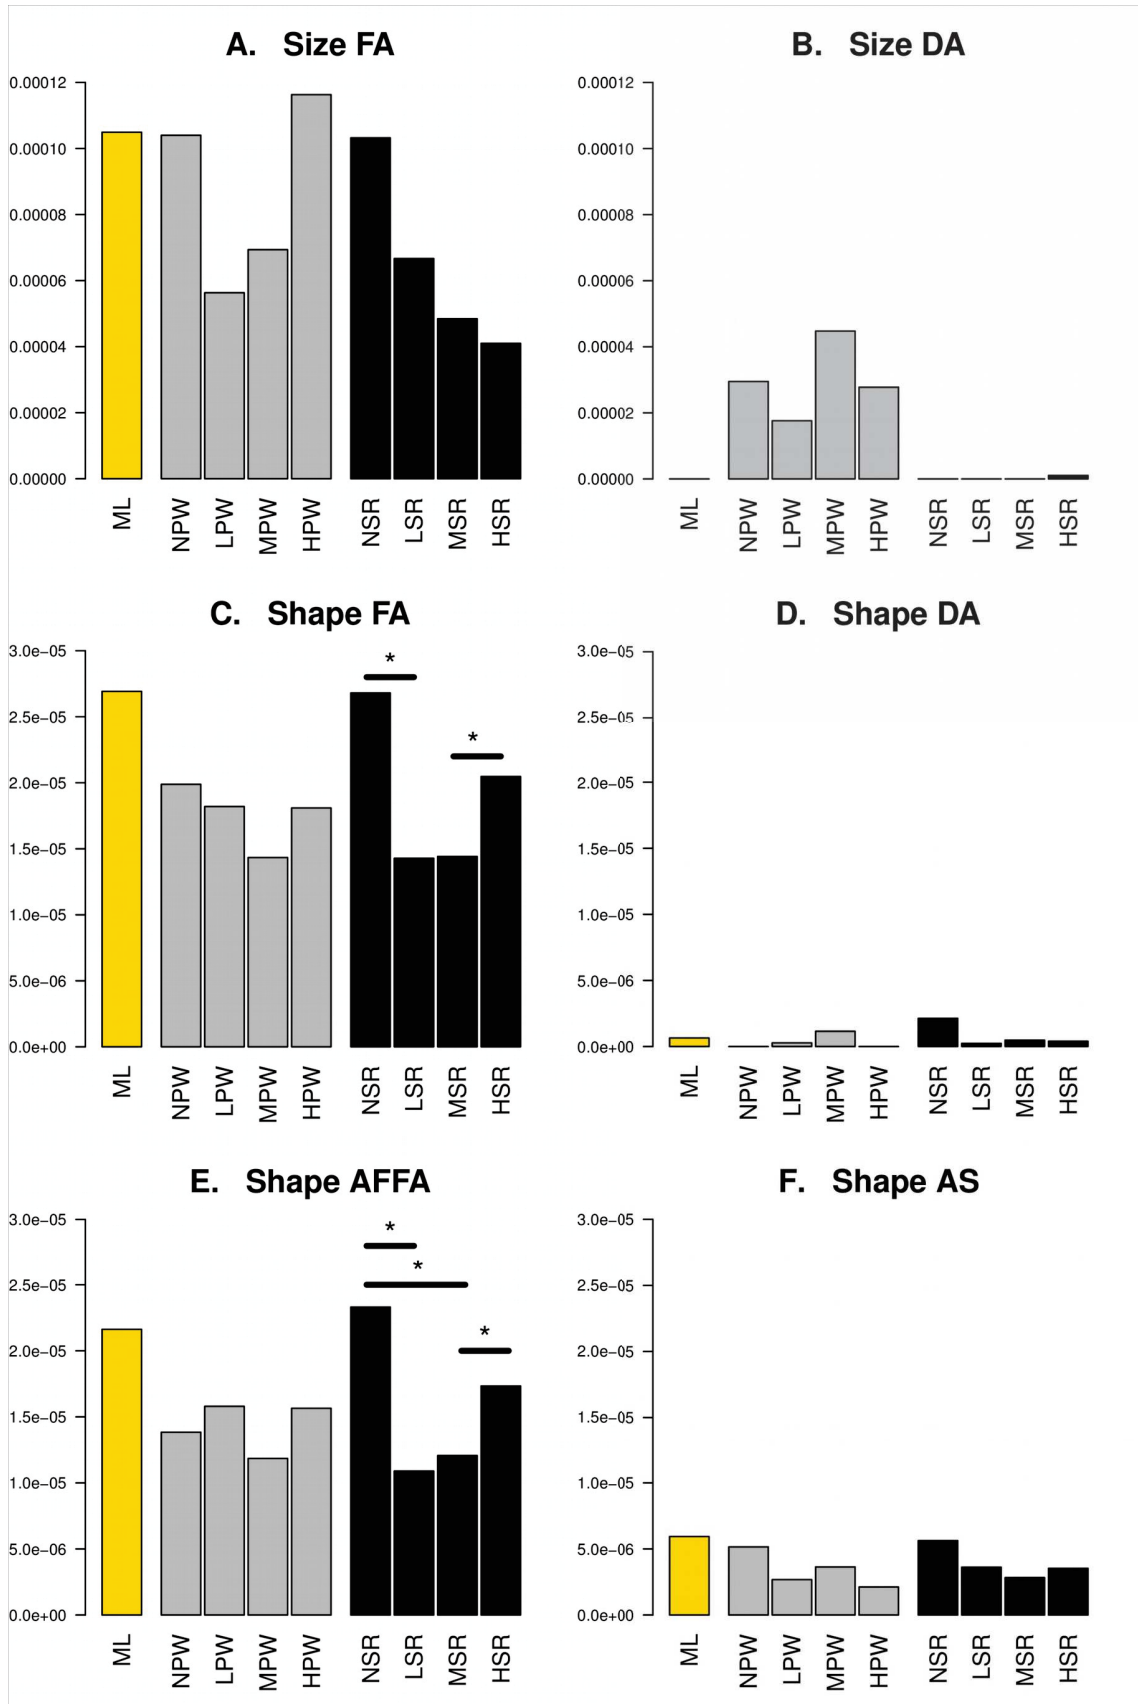 A. Size FA
B. Size DA
0.00012
0.00010
0.00008
0.00006
0.00004
0.00002
0.00000
ML NPW LPW MPW HPW NSR LSR MSR HSR
0.00012
0.00010
0.00008
0.00006
0.00004
0.00002
0.00000
ML NPW LPW MPW HPW NSR LSR MSR HSR
C. Shape FA
D. Shape DA
3.0e−05
2.5e−05
2.0e−05
1.5e−05
1.0e−05
5.0e−06
0.0e+00
*
*
ML NPW LPW MPW HPW NSR LSR MSR HSR
3.0e−05
2.5e−05
2.0e−05
1.5e−05
1.0e−05
5.0e−06
0.0e+00
ML NPW LPW MPW HPW NSR LSR MSR HSR
E. Shape AFFA
F. Shape AS
3.0e−05
2.5e−05
2.0e−05
1.5e−05
1.0e−05
5.0e−06
0.0e+00
*
*
*
ML NPW LPW MPW HPW NSR LSR MSR HSR
3.0e−05
2.5e−05
2.0e−05
1.5e−05
1.0e−05
5.0e−06
0.0e+00
ML NPW LPW MPW HPW NSR LSR MSR HSR